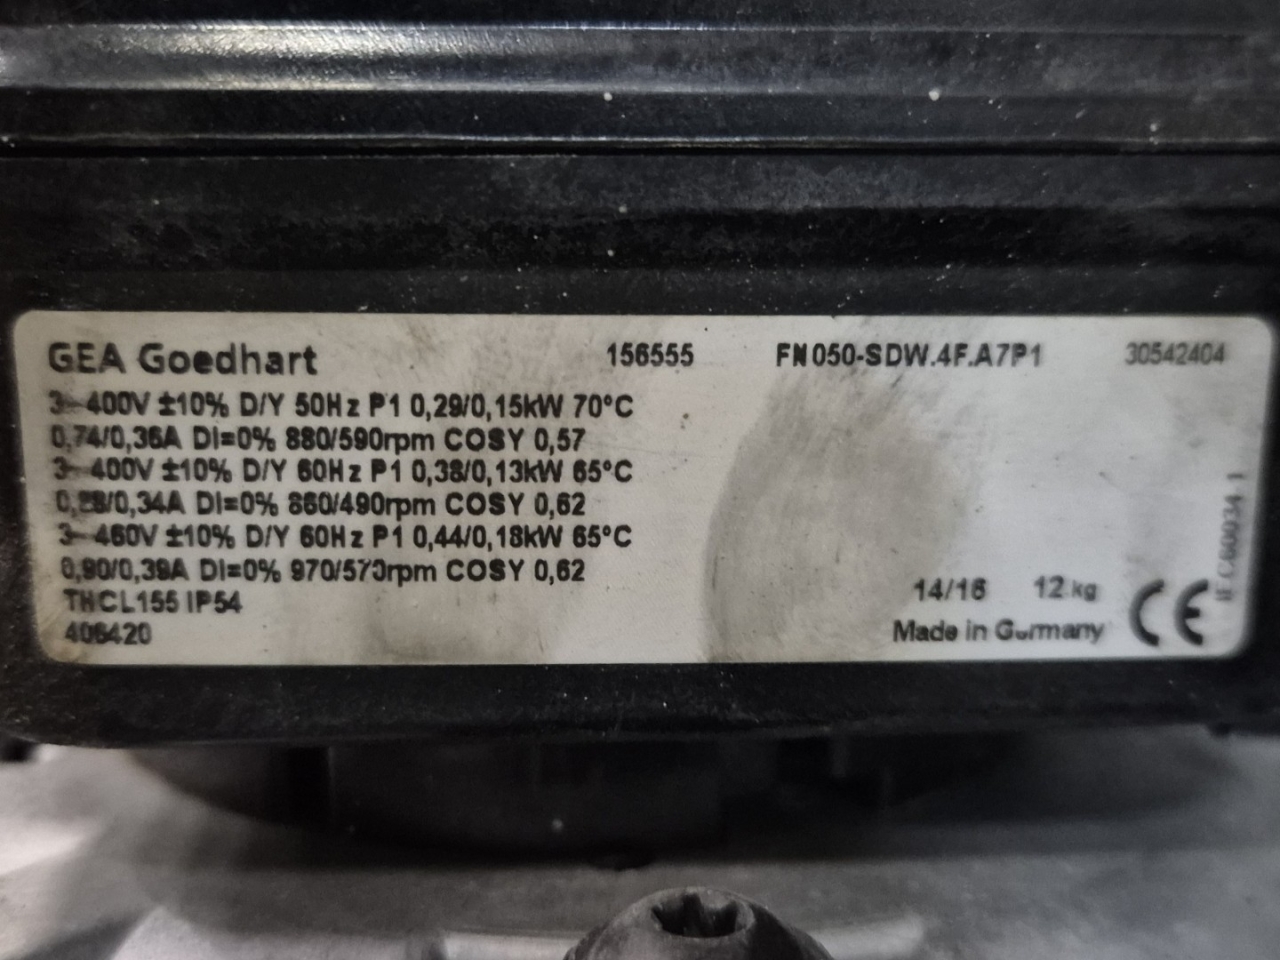 GEA Goedhart 156555 FN050-SDW.4F.A7P1 30542404
3~ 400V ±10% D/Y 50Hz P1 0,29/0,15kW 70°C
0,74/0,36A DI=0% 880/590rpm COSY 0,57
3~ 400V ±10% D/Y 60Hz P1 0,38/0,13kW 65°C
DI=0% 860/490rpm COSY 0,62
3~ 460V ±10% D/Y 60Hz P1 0,44/0,18kW 65°C
0,90/0,39A DI=0% 970/570rpm COSY 0,62
THCL155 IP54
406420
14/16 12 kg
Made in Germany CE
IEC60034-1